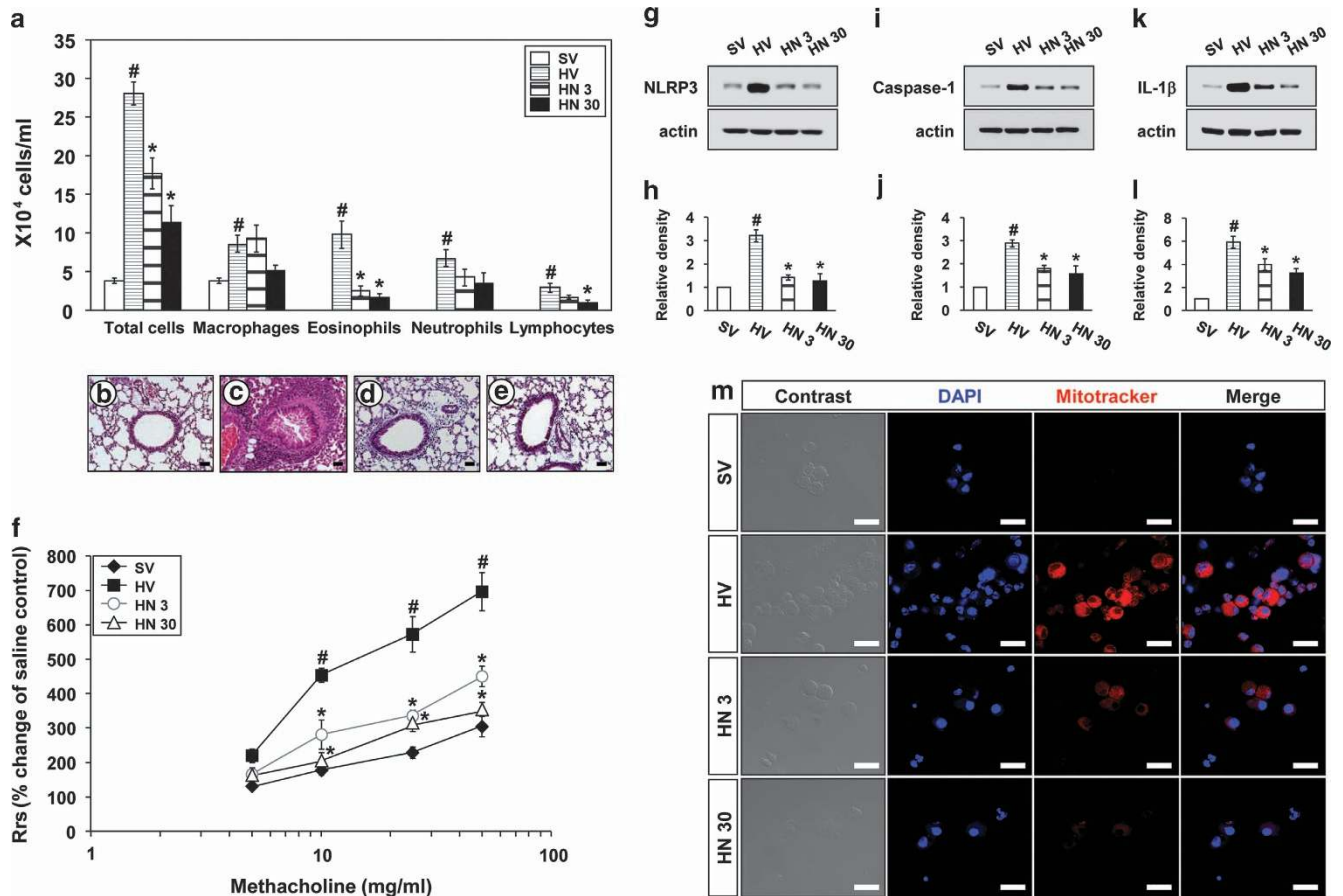 a
35
30
25
20
15
10
5
0
X10⁴ cells/ml
SV
HV
HN 3
HN 30
#
*
*
#
#
*
*
#
#
*
Total cells Macrophages Eosinophils Neutrophils Lymphocytes
b c d e
f
800
700
600
500
400
300
200
100
0
Rrs (% change of saline control)
SV
HV
HN 3
HN 30
#
#
#
*
*
*
*
*
*
1 10 100
Methacholine (mg/ml)
g
SV HV HN 3 HN 30
NLRP3
actin
h
Relative density
4
3
2
1
0
#
*
*
SV HV HN 3 HN 30
i
SV HV HN 3 HN 30
Caspase-1
actin
j
Relative density
4
3
2
1
0
#
*
*
SV HV HN 3 HN 30
k
SV HV HN 3 HN 30
IL-1β
actin
l
Relative density
8
6
4
2
0
#
*
*
SV HV HN 3 HN 30
m
Contrast DAPI Mitotracker Merge
SV
HV
HN 3
HN 30